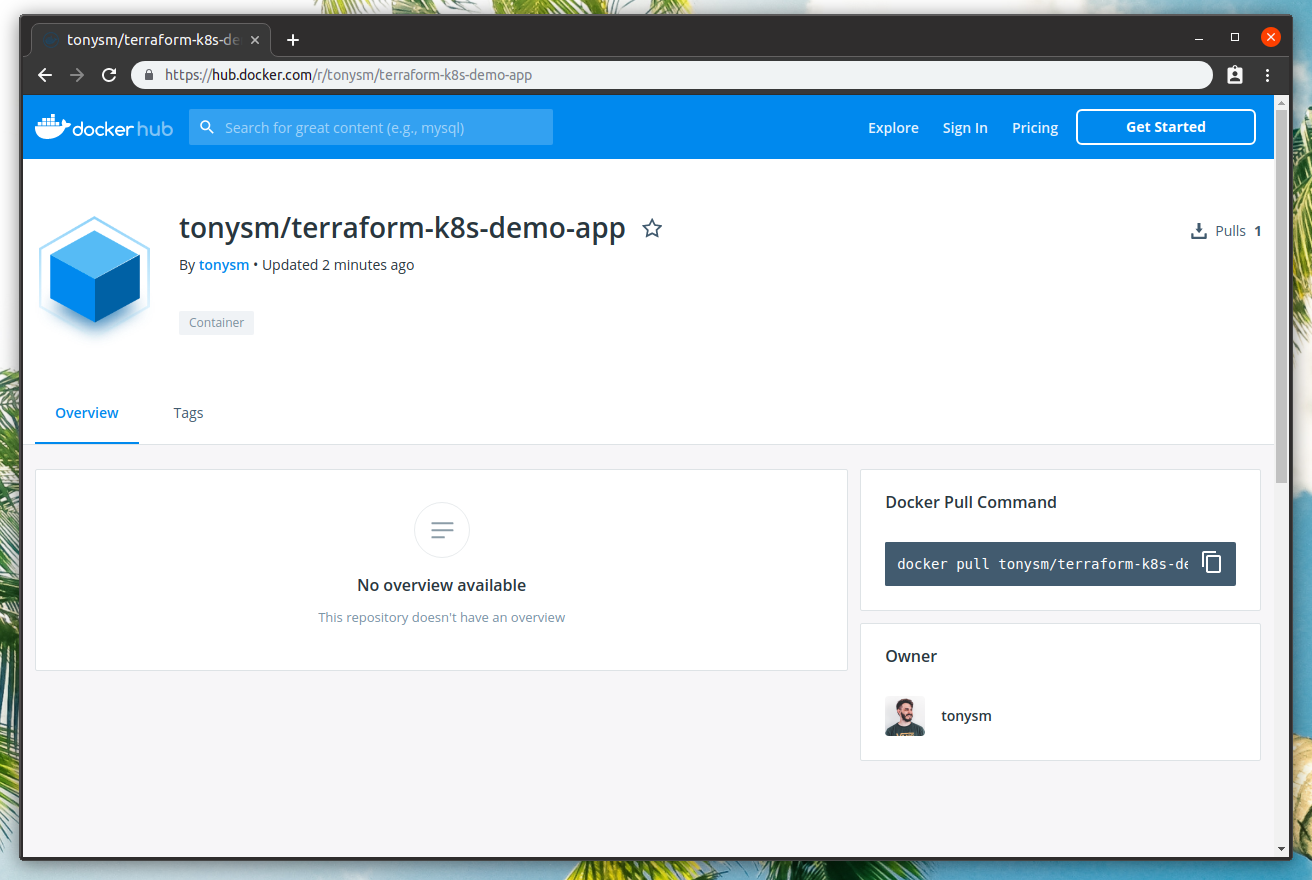 tonysm/terraform-k8s-de
https://hub.docker.com/r/tonysm/terraform-k8s-demo-app
docker hub
Search for great content (e.g., mysql)
Explore
Sign In
Pricing
Get Started
tonysm/terraform-k8s-demo-app
Pulls 1
By tonysm • Updated 2 minutes ago
Container
Overview
Tags
No overview available
This repository doesn't have an overview
Docker Pull Command
docker pull tonysm/terraform-k8s-de
Owner
tonysm